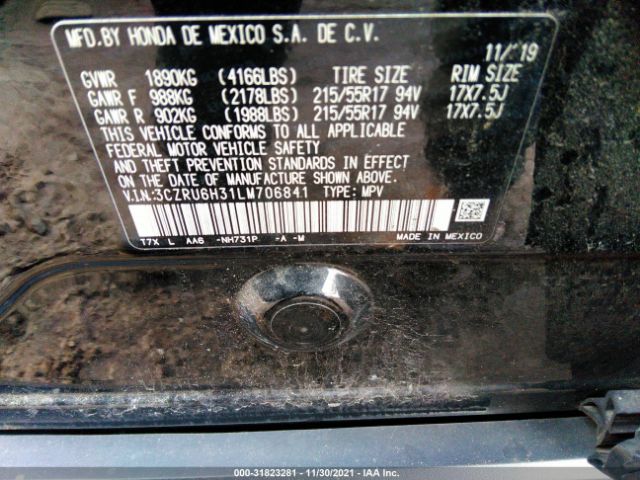 MFD.BY HONDA DE MEXICO S.A. DE C.V.
11/'19
GVWR 1890KG (4166LBS) TIRE SIZE RIM SIZE
GAWR F 988KG (2178LBS) 215/55R17 94V 17X7.5J
GAWR R 902KG (1988LBS) 215/55R17 94V 17X7.5J
THIS VEHICLE CONFORMS TO ALL APPLICABLE
FEDERAL MOTOR VEHICLE SAFETY
AND THEFT PREVENTION STANDARDS IN EFFECT
ON THE DATE OF MANUFACTURE SHOWN ABOVE.
V.I.N.:3CZRU6H31LM706841 TYPE: MPV
T7X L AA6 -NH731P -A -M MADE IN MEXICO
000-31823281 - 11/30/2021 - IAA Inc.